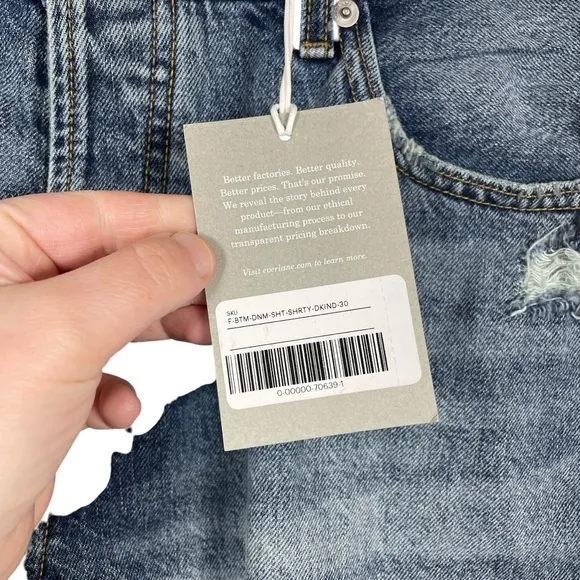 Better factories. Better quality.
Better prices. That's our promise.
We reveal the story behind every
product—from our ethical
manufacturing process to our
transparent pricing breakdown.
Visit everlane.com to learn more.
SKU:
F-BTM-DNM-SHT-SHRTY-DKIND-30
0-00000-70639-1